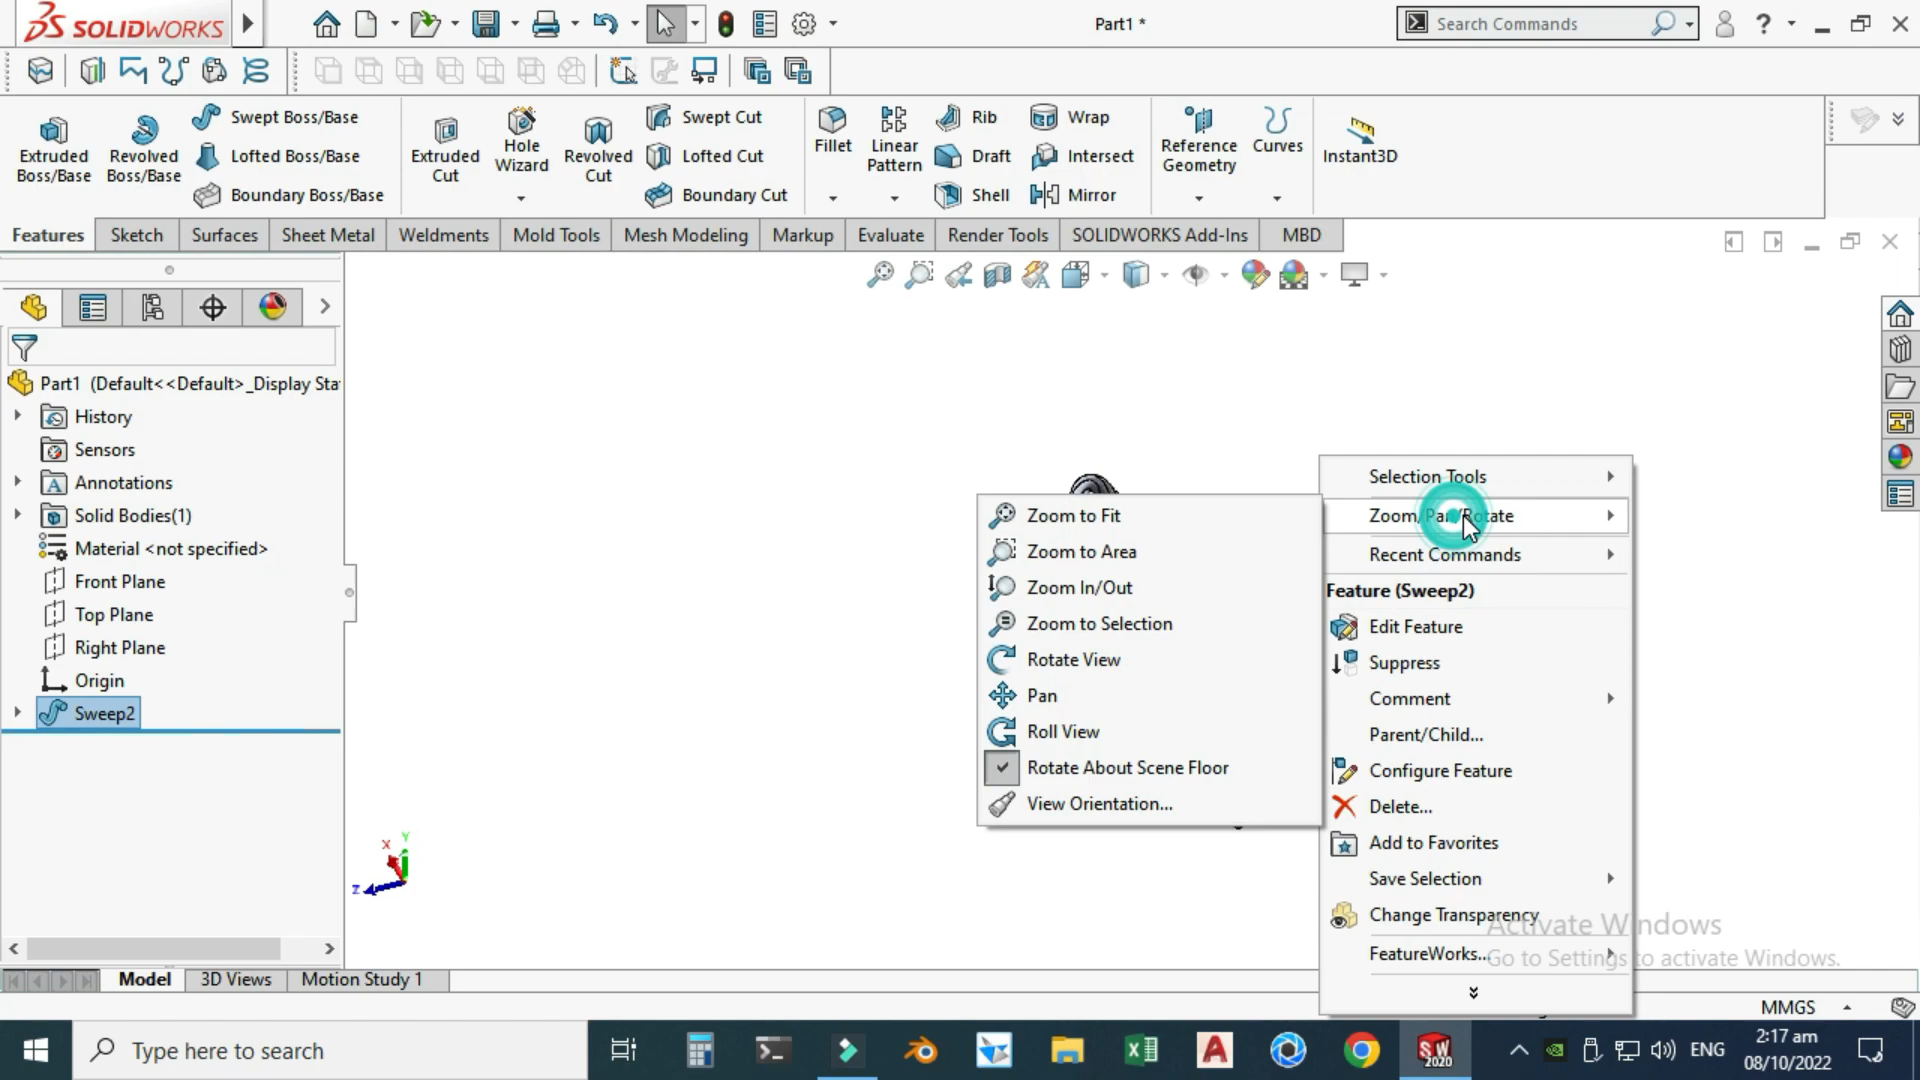 SOLIDWORKS
Part1 *
Search Commands
Extruded Boss/Base
Revolved Boss/Base
Swept Boss/Base
Lofted Boss/Base
Boundary Boss/Base
Extruded Cut
Hole Wizard
Revolved Cut
Swept Cut
Lofted Cut
Boundary Cut
Fillet
Linear Pattern
Rib
Draft
Shell
Wrap
Intersect
Mirror
Reference Geometry
Curves
Instant3D
Features
Sketch
Surfaces
Sheet Metal
Weldments
Mold Tools
Mesh Modeling
Markup
Evaluate
Render Tools
SOLIDWORKS Add-Ins
MBD
Part1 (Default<<Default>_Display Sta
History
Sensors
Annotations
Solid Bodies(1)
Material <not specified>
Front Plane
Top Plane
Right Plane
Origin
Sweep2
Zoom to Fit
Zoom to Area
Zoom In/Out
Zoom to Selection
Rotate View
Pan
Roll View
Rotate About Scene Floor
View Orientation...
Selection Tools
Zoom/Pan/Rotate
Recent Commands
Feature (Sweep2)
Edit Feature
Suppress
Comment
Parent/Child...
Configure Feature
Delete...
Add to Favorites
Save Selection
Change Transparency
FeatureWorks...
Activate Windows
Go to Settings to activate Windows.
X
Y
Z
Model
3D Views
Motion Study 1
MMGS
Type here to search
SW
2020
ENG
2:17 am
08/10/2022